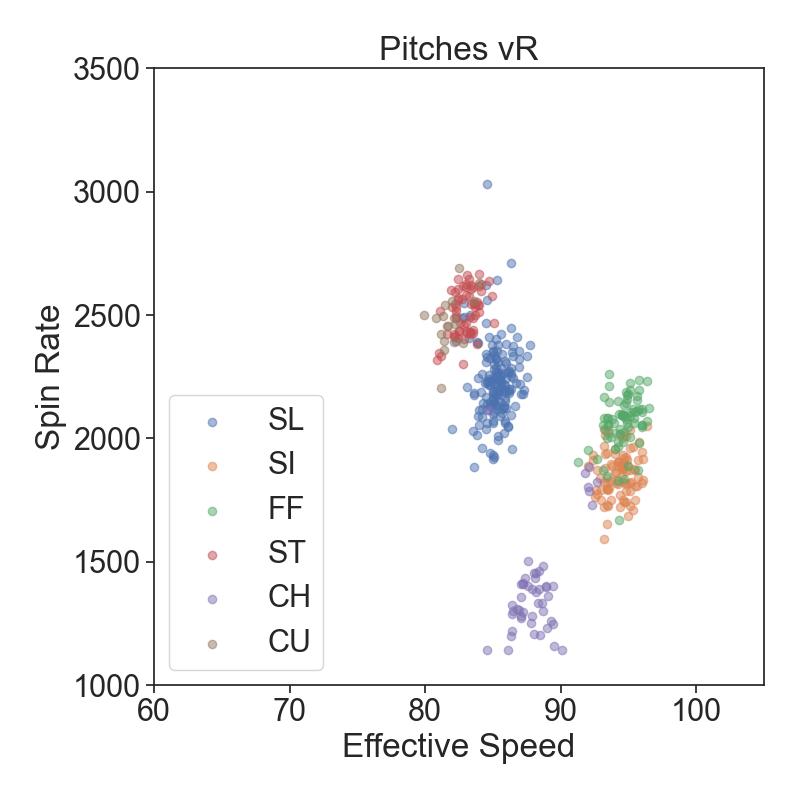 Pitches vR
3500
3000
2500
2000
1500
1000
Spin Rate
SL
SI
FF
ST
CH
CU
60 70 80 90 100
Effective Speed